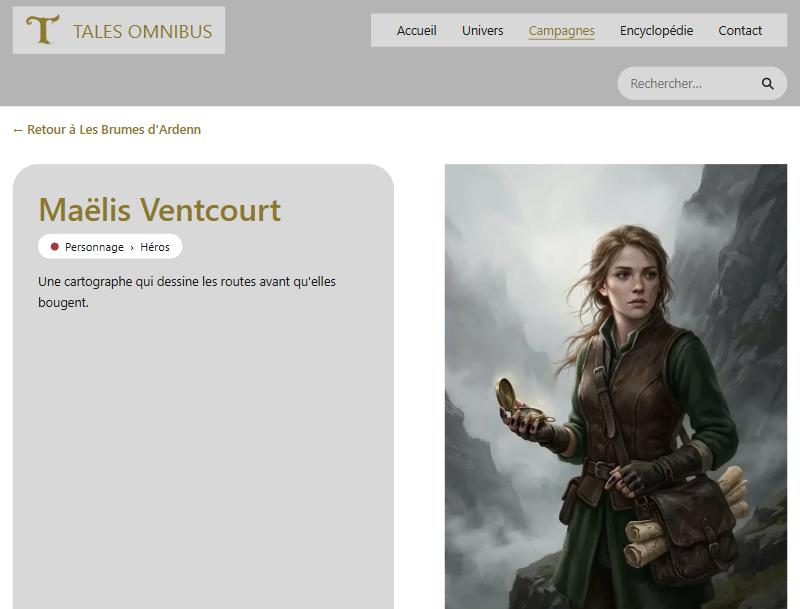 TALES OMNIBUS
Accueil Univers Campagnes Encyclopédie Contact
Rechercher...
← Retour à Les Brumes d'Ardenn
Maëlis Ventcourt
Personnage › Héros
Une cartographe qui dessine les routes avant qu'elles
bougent.